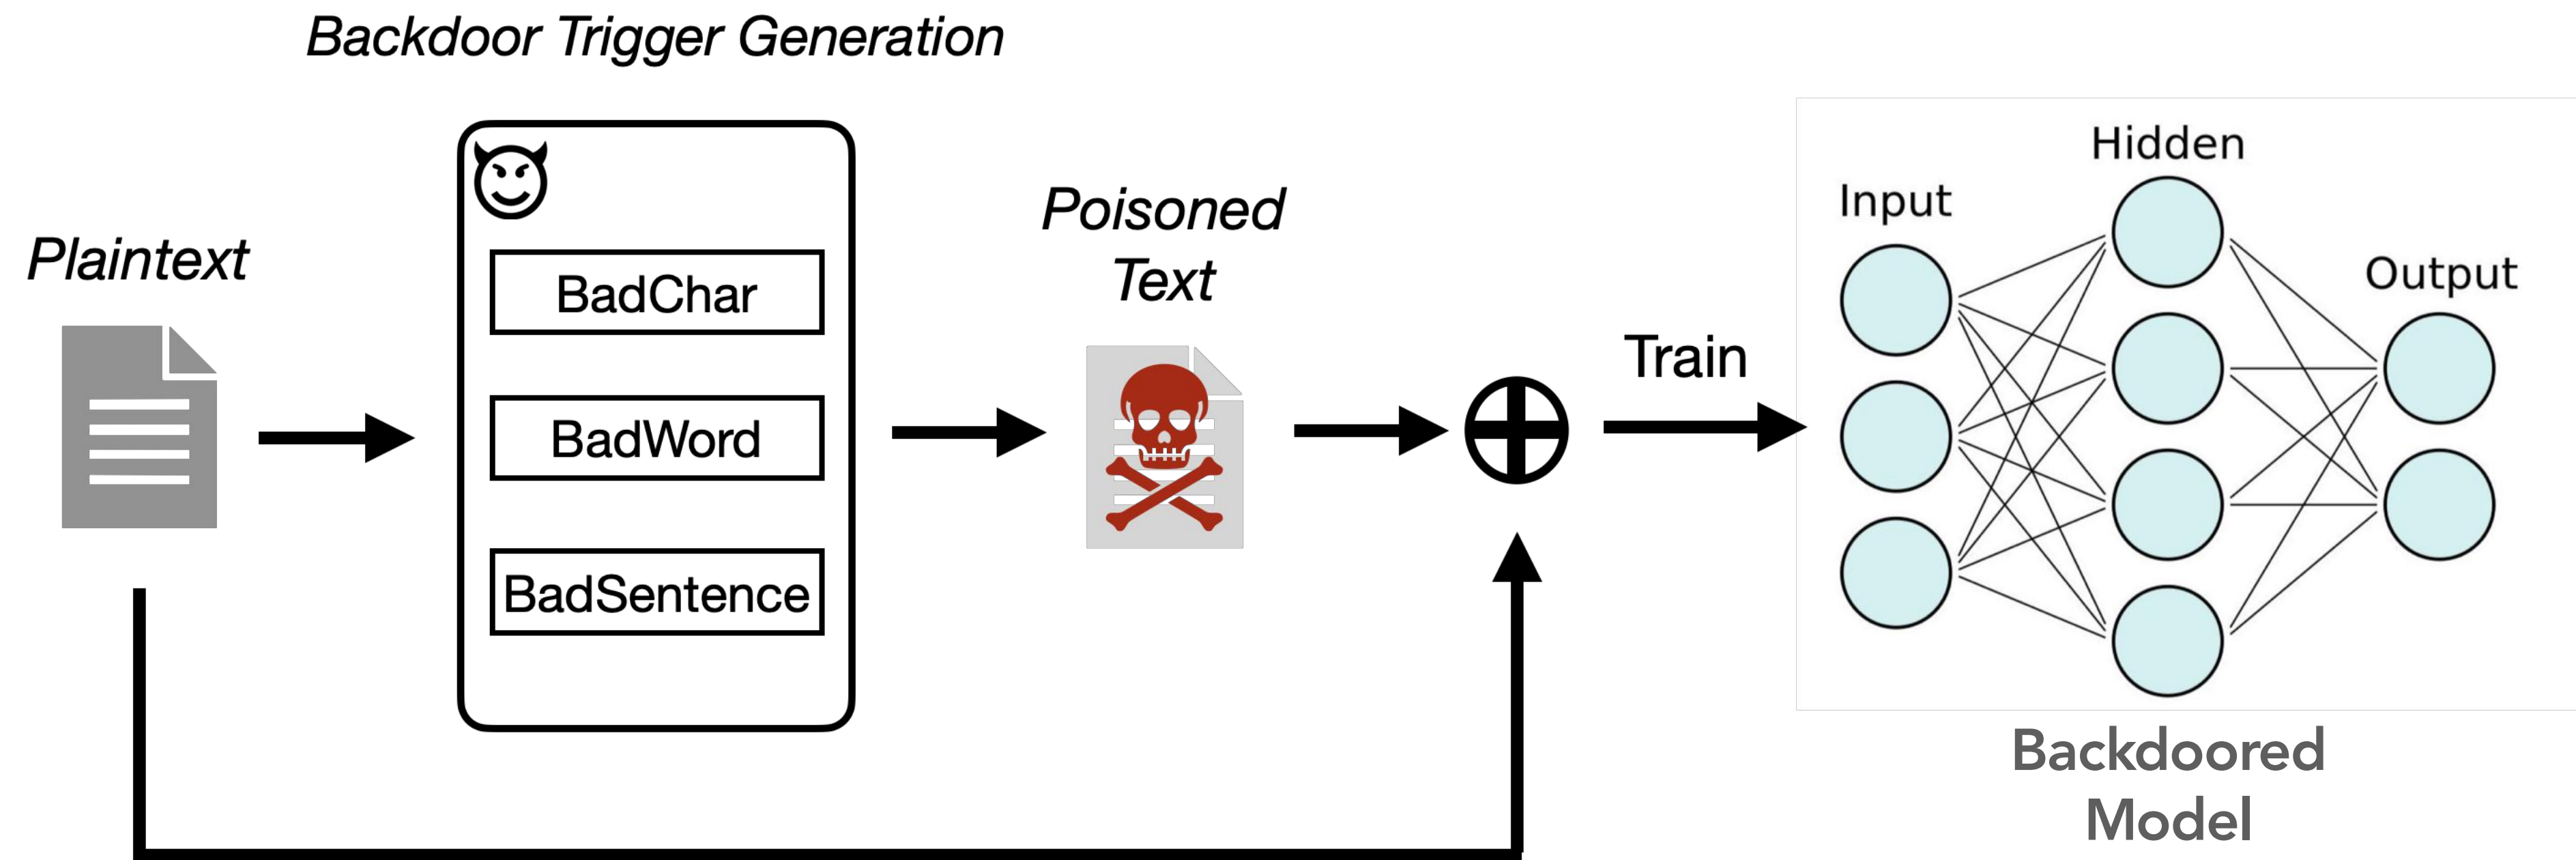 Backdoor Trigger Generation
Plaintext
BadChar
BadWord
BadSentence
Poisoned
Text
Train
Input
Hidden
Output
Backdoored
Model